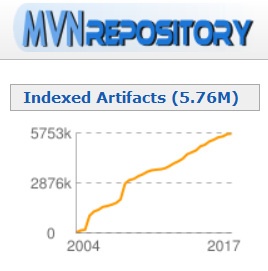 MVNREPOSITORY
Indexed Artifacts (5.76M)
5753k
2876k
0
2004 2017